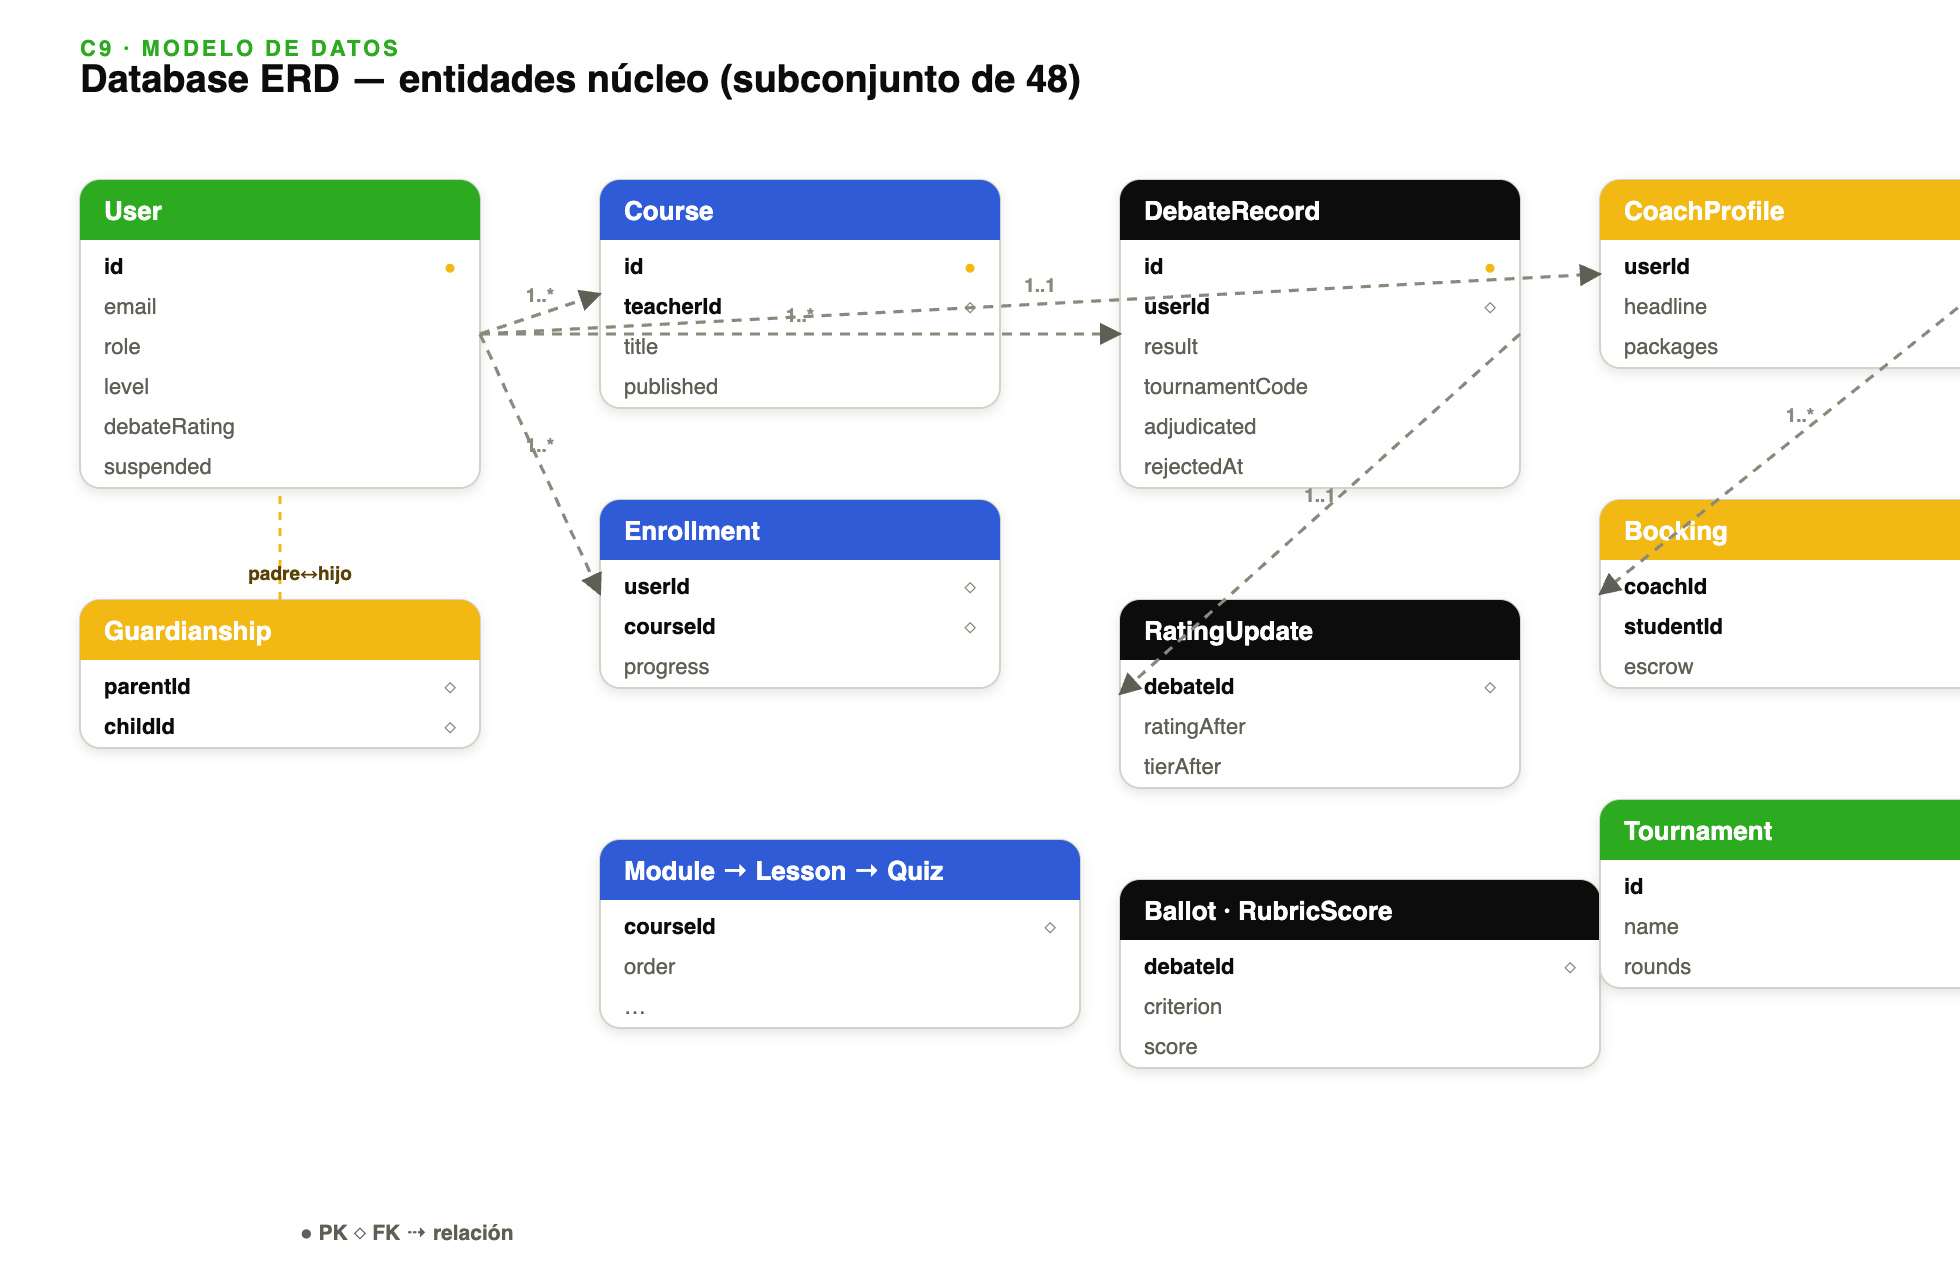 C9 · MODELO DE DATOS
Database ERD — entidades núcleo (subconjunto de 48)
User
id
email
role
level
debateRating
suspended
padre↔hijo
Guardianship
parentId
childId
1..*
1..*
1..*
1..1
Course
id
teacherId
title
published
Enrollment
userId
courseId
progress
Module → Lesson → Quiz
courseId
order
...
DebateRecord
id
userId
result
tournamentCode
adjudicated
rejectedAt
1..1
RatingUpdate
debateId
ratingAfter
tierAfter
Ballot · RubricScore
debateId
criterion
score
CoachProfile
userId
headline
packages
1..*
Booking
coachId
studentId
escrow
Tournament
id
name
rounds
● PK ◇ FK ⇢ relación